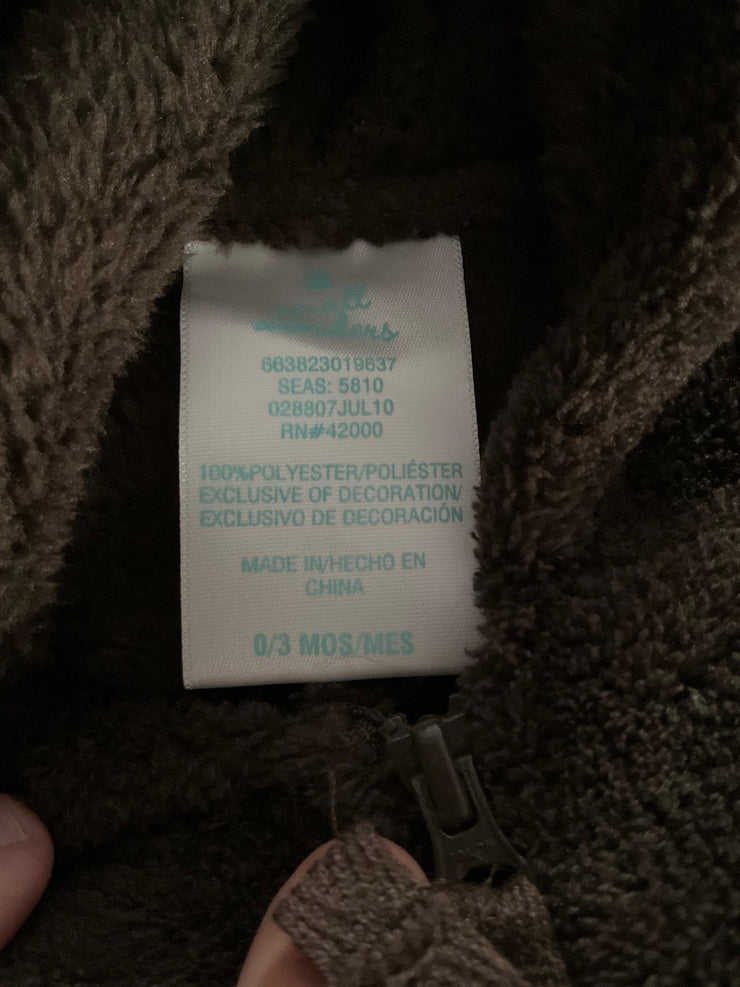 small
663823019637
SEAS: 5810
028807JUL10
RN#42000
100%POLYESTER/POLIÉSTER
EXCLUSIVE OF DECORATION/
EXCLUSIVO DE DECORACIÓN
MADE IN/HECHO EN
CHINA
0/3 MOS/MES